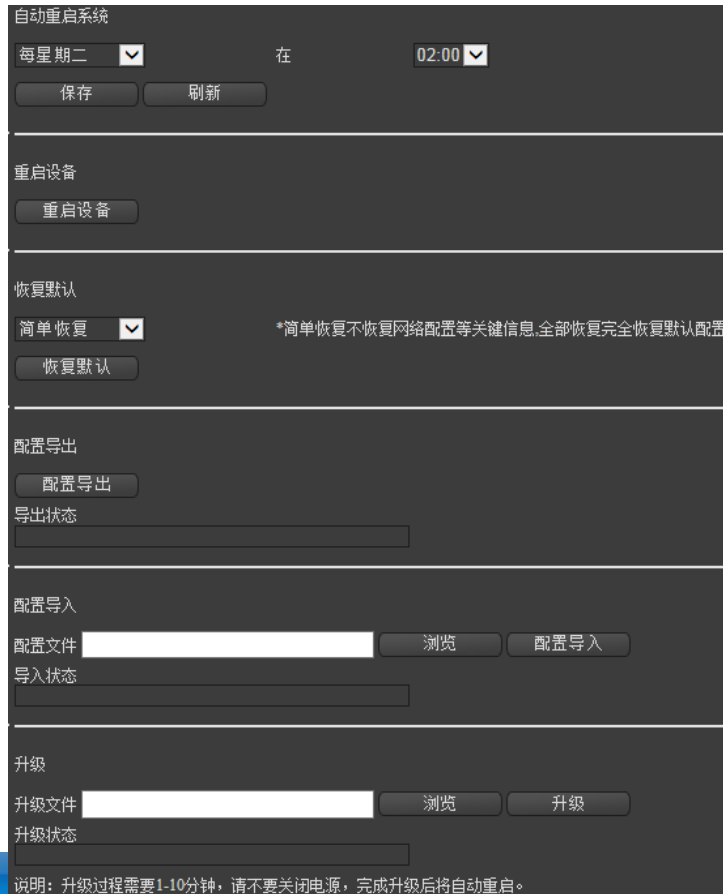 自动重启系统
每星期二 在 02:00
保存 刷新
重启设备
重启设备
恢复默认
简单恢复 *简单恢复不恢复网络配置等关键信息,全部恢复完全恢复默认配置
恢复默认
配置导出
配置导出
导出状态
配置导入
配置文件 浏览 配置导入
导入状态
升级
升级文件 浏览 升级
升级状态
说明：升级过程需要1-10分钟，请不要关闭电源，完成升级后将自动重启。